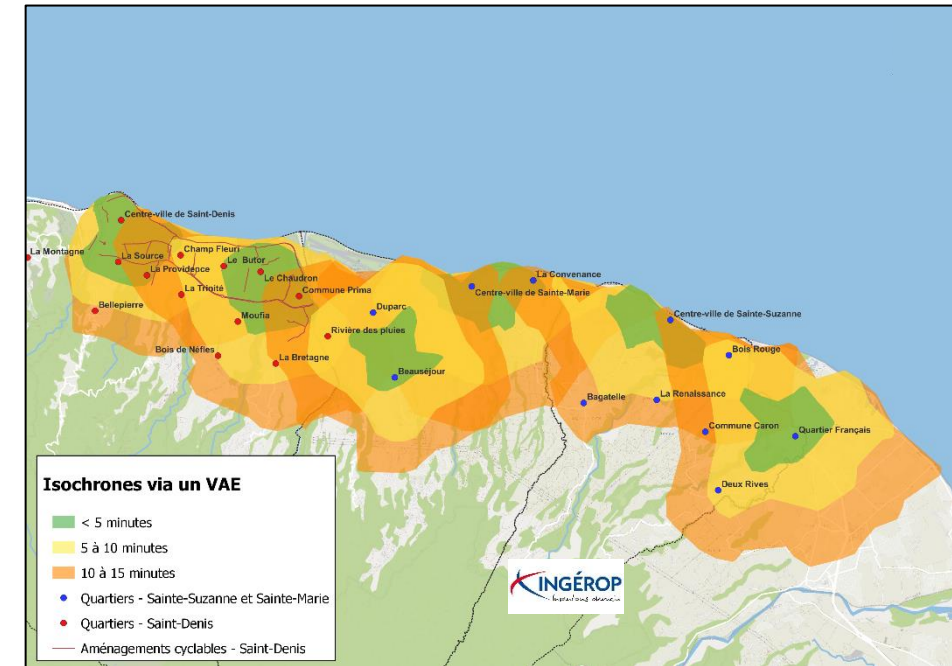 Centre-ville de Saint-Denis
La Montagne
La Source
Champ Fleuri
Le Butor
La Providence
Le Chaudron
La Trinité
Commune Prima
Bellepierre
Moufia
Duparc
Rivière des pluies
Bois de Néfles
La Bretagne
Beauséjour
La Convenance
Centre-ville de Sainte-Marie
Centre-ville de Sainte-Suzanne
Bois Rouge
Bagatelle
La Renaissance
Commune Caron
Quartier Français
Deux Rives
Isochrones via un VAE
< 5 minutes
5 à 10 minutes
10 à 15 minutes
Quartiers - Sainte-Suzanne et Sainte-Marie
Quartiers - Saint-Denis
Aménagements cyclables - Saint-Denis
INGÉROP